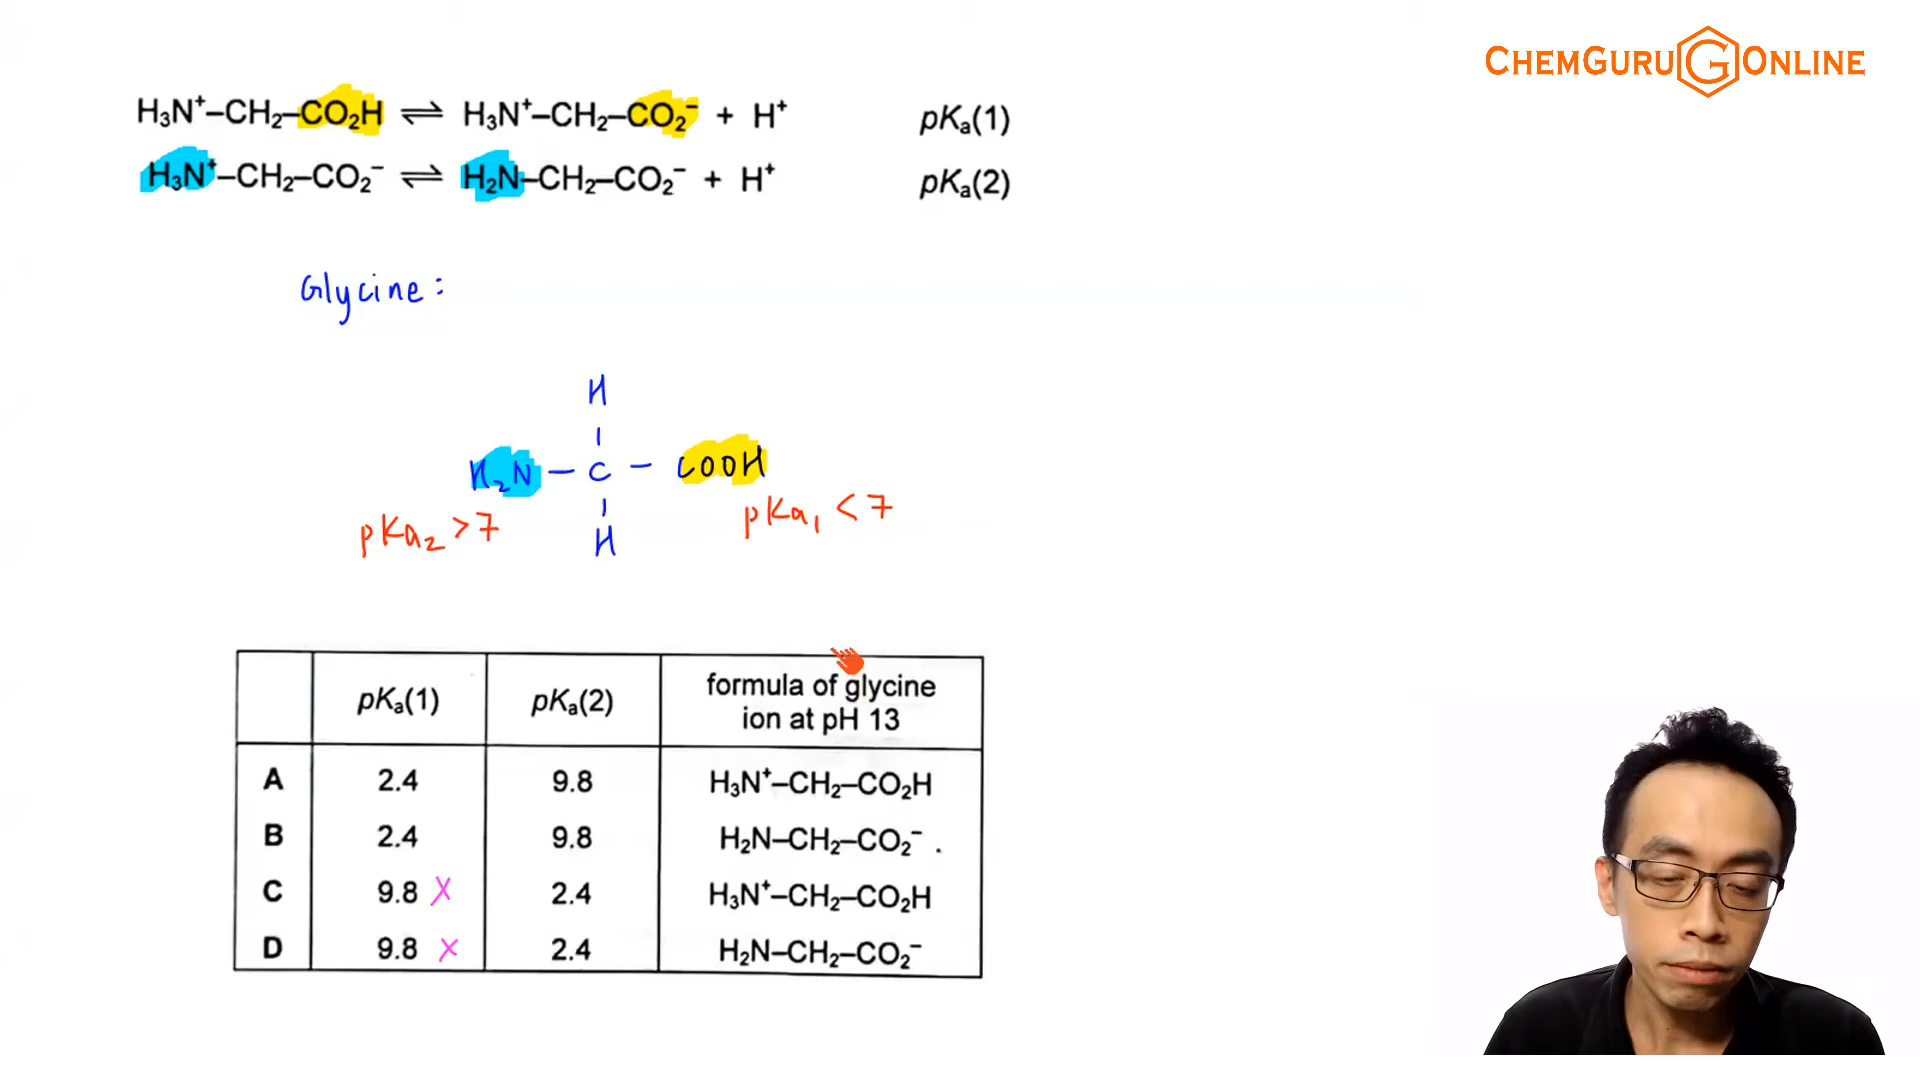 CHEMGURU G ONLINE
H₃N⁺–CH₂–CO₂H ⇌ H₃N⁺–CH₂–CO₂⁻ + H⁺ pKₐ(1)
H₃N⁺–CH₂–CO₂⁻ ⇌ H₂N–CH₂–CO₂⁻ + H⁺ pKₐ(2)
Glycine:
H
H₂N – C – COOH
pKa₂ > 7 pKa₁ < 7
H
pKₐ(1) pKₐ(2) formula of glycine ion at pH 13
A 2.4 9.8 H₃N⁺–CH₂–CO₂H
B 2.4 9.8 H₂N–CH₂–CO₂⁻ .
C 9.8 X 2.4 H₃N⁺–CH₂–CO₂H
D 9.8 X 2.4 H₂N–CH₂–CO₂⁻